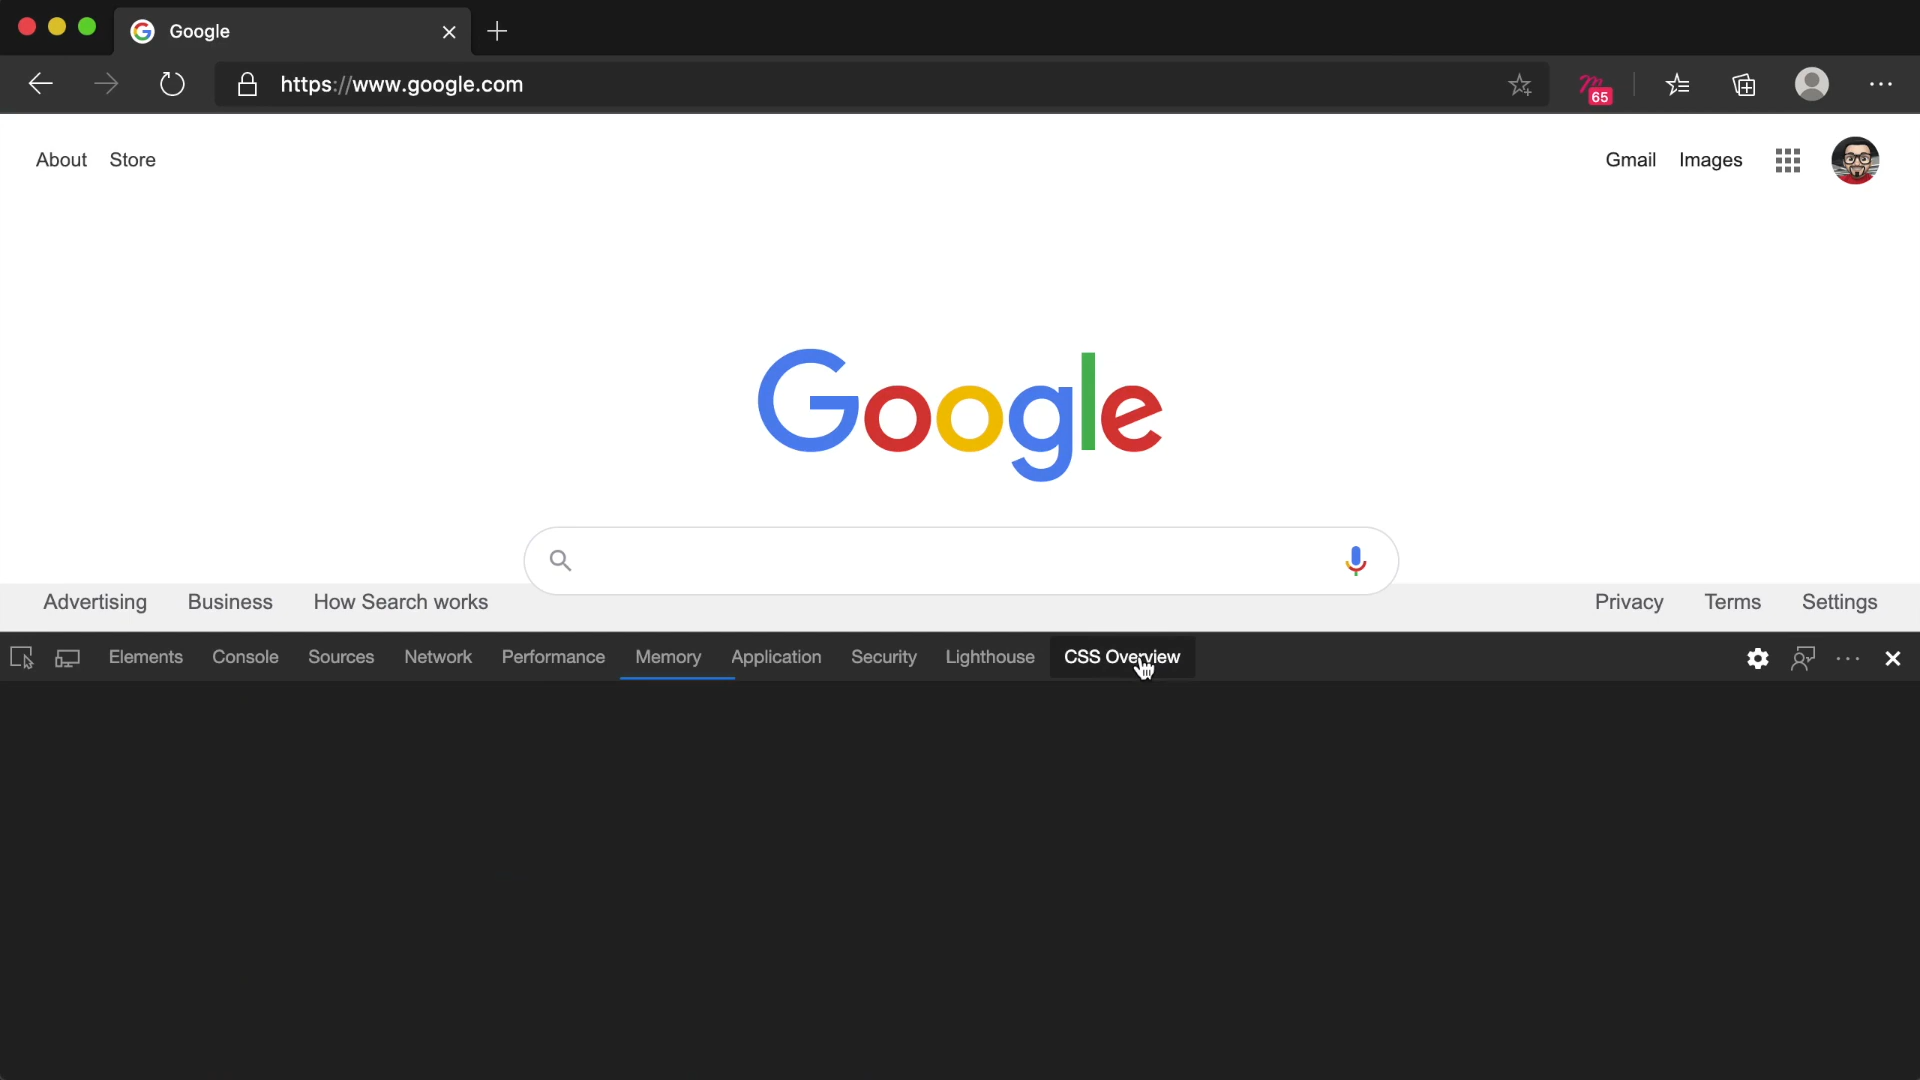 Google
https://www.google.com
65
About Store
Gmail Images
Google
Advertising Business How Search works
Privacy Terms Settings
Elements Console Sources Network Performance Memory Application Security Lighthouse CSS Overview